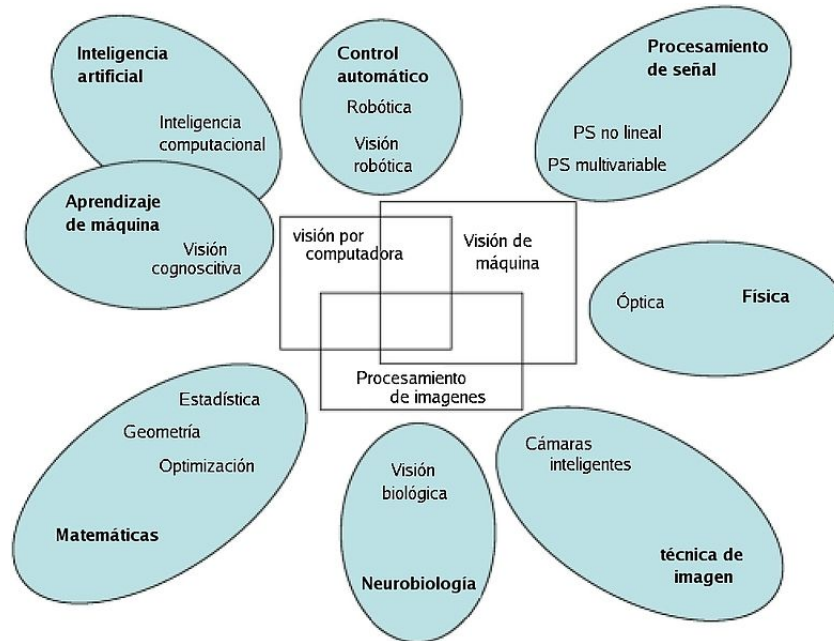 Inteligencia
artificial
Inteligencia
computacional
Control
automático
Robótica
Visión
robótica
Procesamiento
de señal
PS no lineal
PS multivariable
Aprendizaje
de máquina
Visión
cognoscitiva
visión por
computadora
Visión de
máquina
Procesamiento
de imagenes
Óptica
Física
Estadística
Geometría
Optimización
Matemáticas
Visión
biológica
Neurobiología
Cámaras
inteligentes
técnica de
imagen